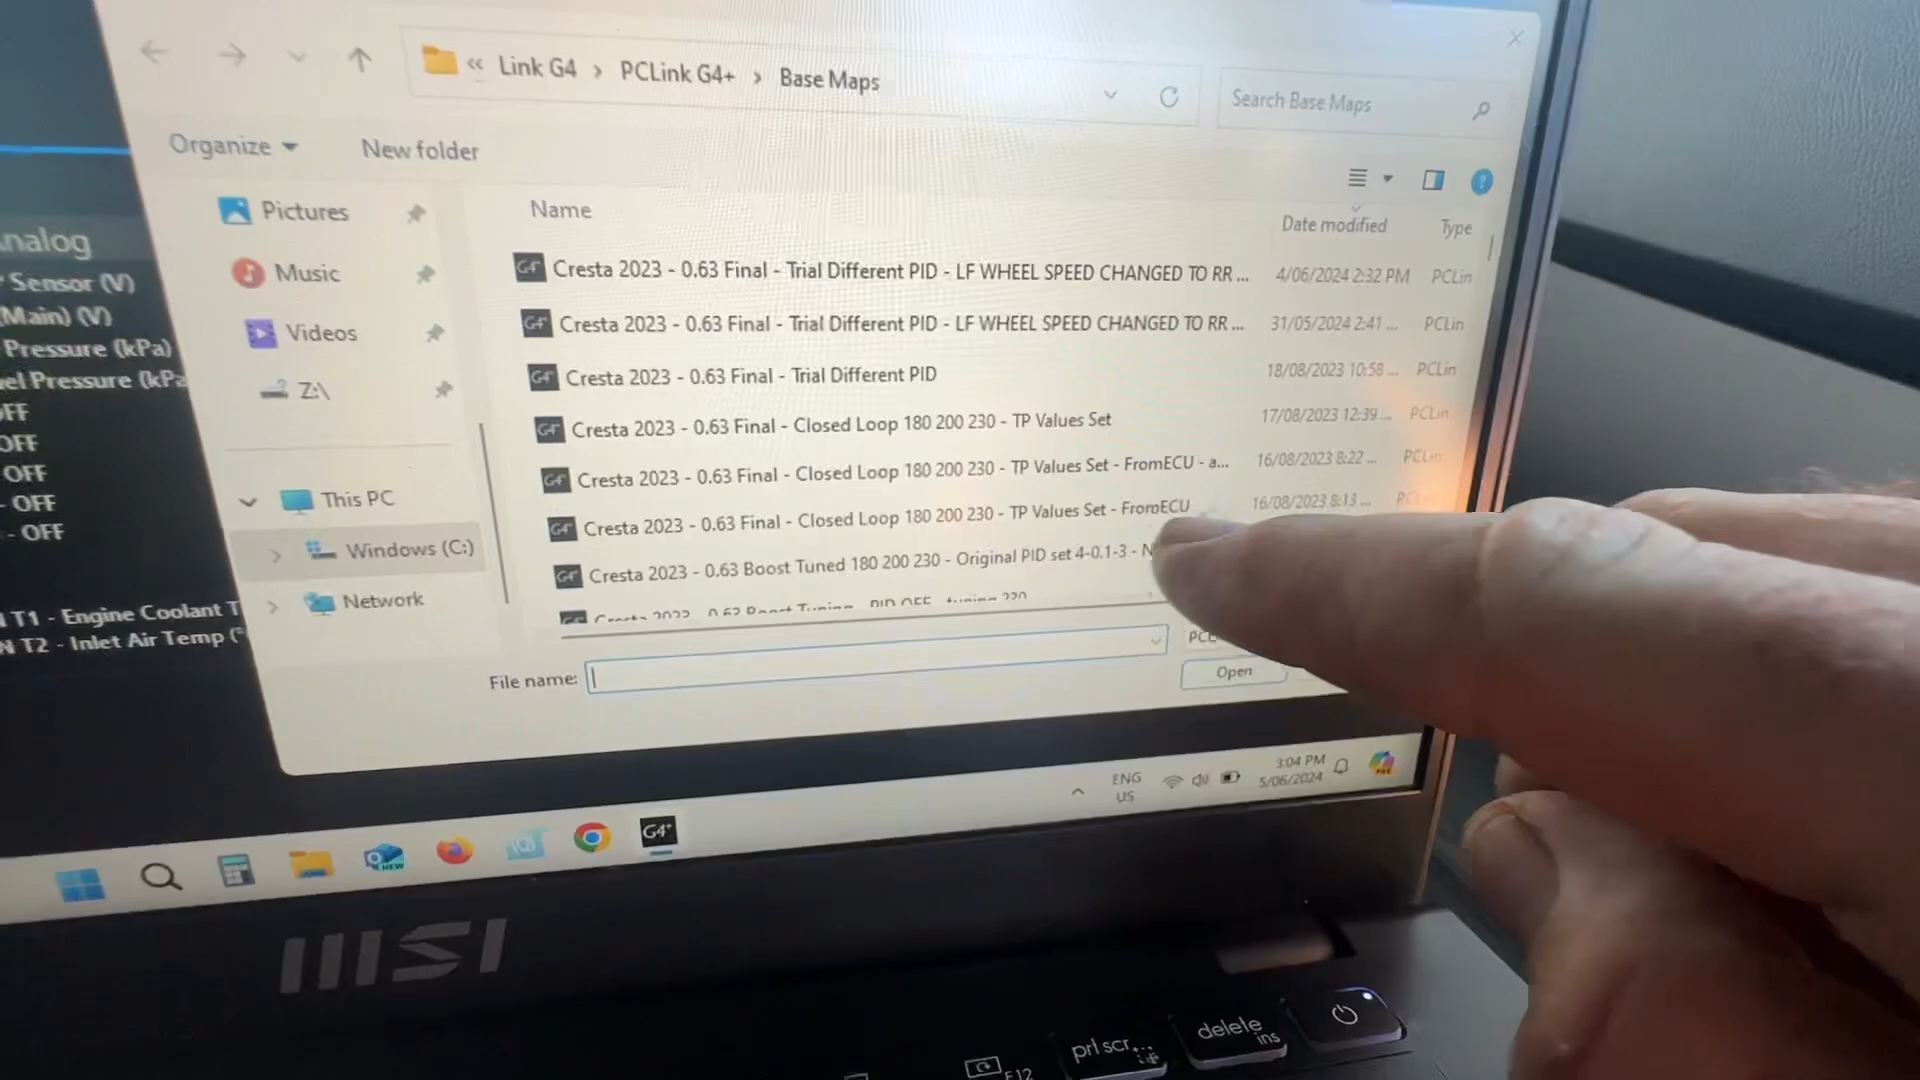 « Link G4 › PCLink G4+ › Base Maps
Search Base Maps
Organize
New folder
Name
Date modified
Type
Pictures
Music
Videos
Z:\
This PC
Windows (C:)
Network
Cresta 2023 - 0.63 Final - Trial Different PID - LF WHEEL SPEED CHANGED TO RR ... 4/06/2024 2:32 PM PCLin
Cresta 2023 - 0.63 Final - Trial Different PID - LF WHEEL SPEED CHANGED TO RR ... 31/05/2024 2:41 ... PCLin
Cresta 2023 - 0.63 Final - Trial Different PID 18/08/2023 10:58 ... PCLin
Cresta 2023 - 0.63 Final - Closed Loop 180 200 230 - TP Values Set 17/08/2023 12:39 ... PCLin
Cresta 2023 - 0.63 Final - Closed Loop 180 200 230 - TP Values Set - FromECU - a... 16/08/2023 8:22 ... PCLin
Cresta 2023 - 0.63 Final - Closed Loop 180 200 230 - TP Values Set - FromECU 16/08/2023 8:13 ... PCl
Cresta 2023 - 0.63 Boost Tuned 180 200 230 - Original PID set 4-0.1-3 - N
File name:
Open
nalog
Sensor (V)
(Main) (V)
Pressure (kPa)
el Pressure (kPa
FF
OFF
OFF
- OFF
- OFF
T1 - Engine Coolant T
N T2 - Inlet Air Temp (°
ENG
US
3:04 PM
5/06/2024
NEW
G4+
msi
prt scr
delete
ins
F12